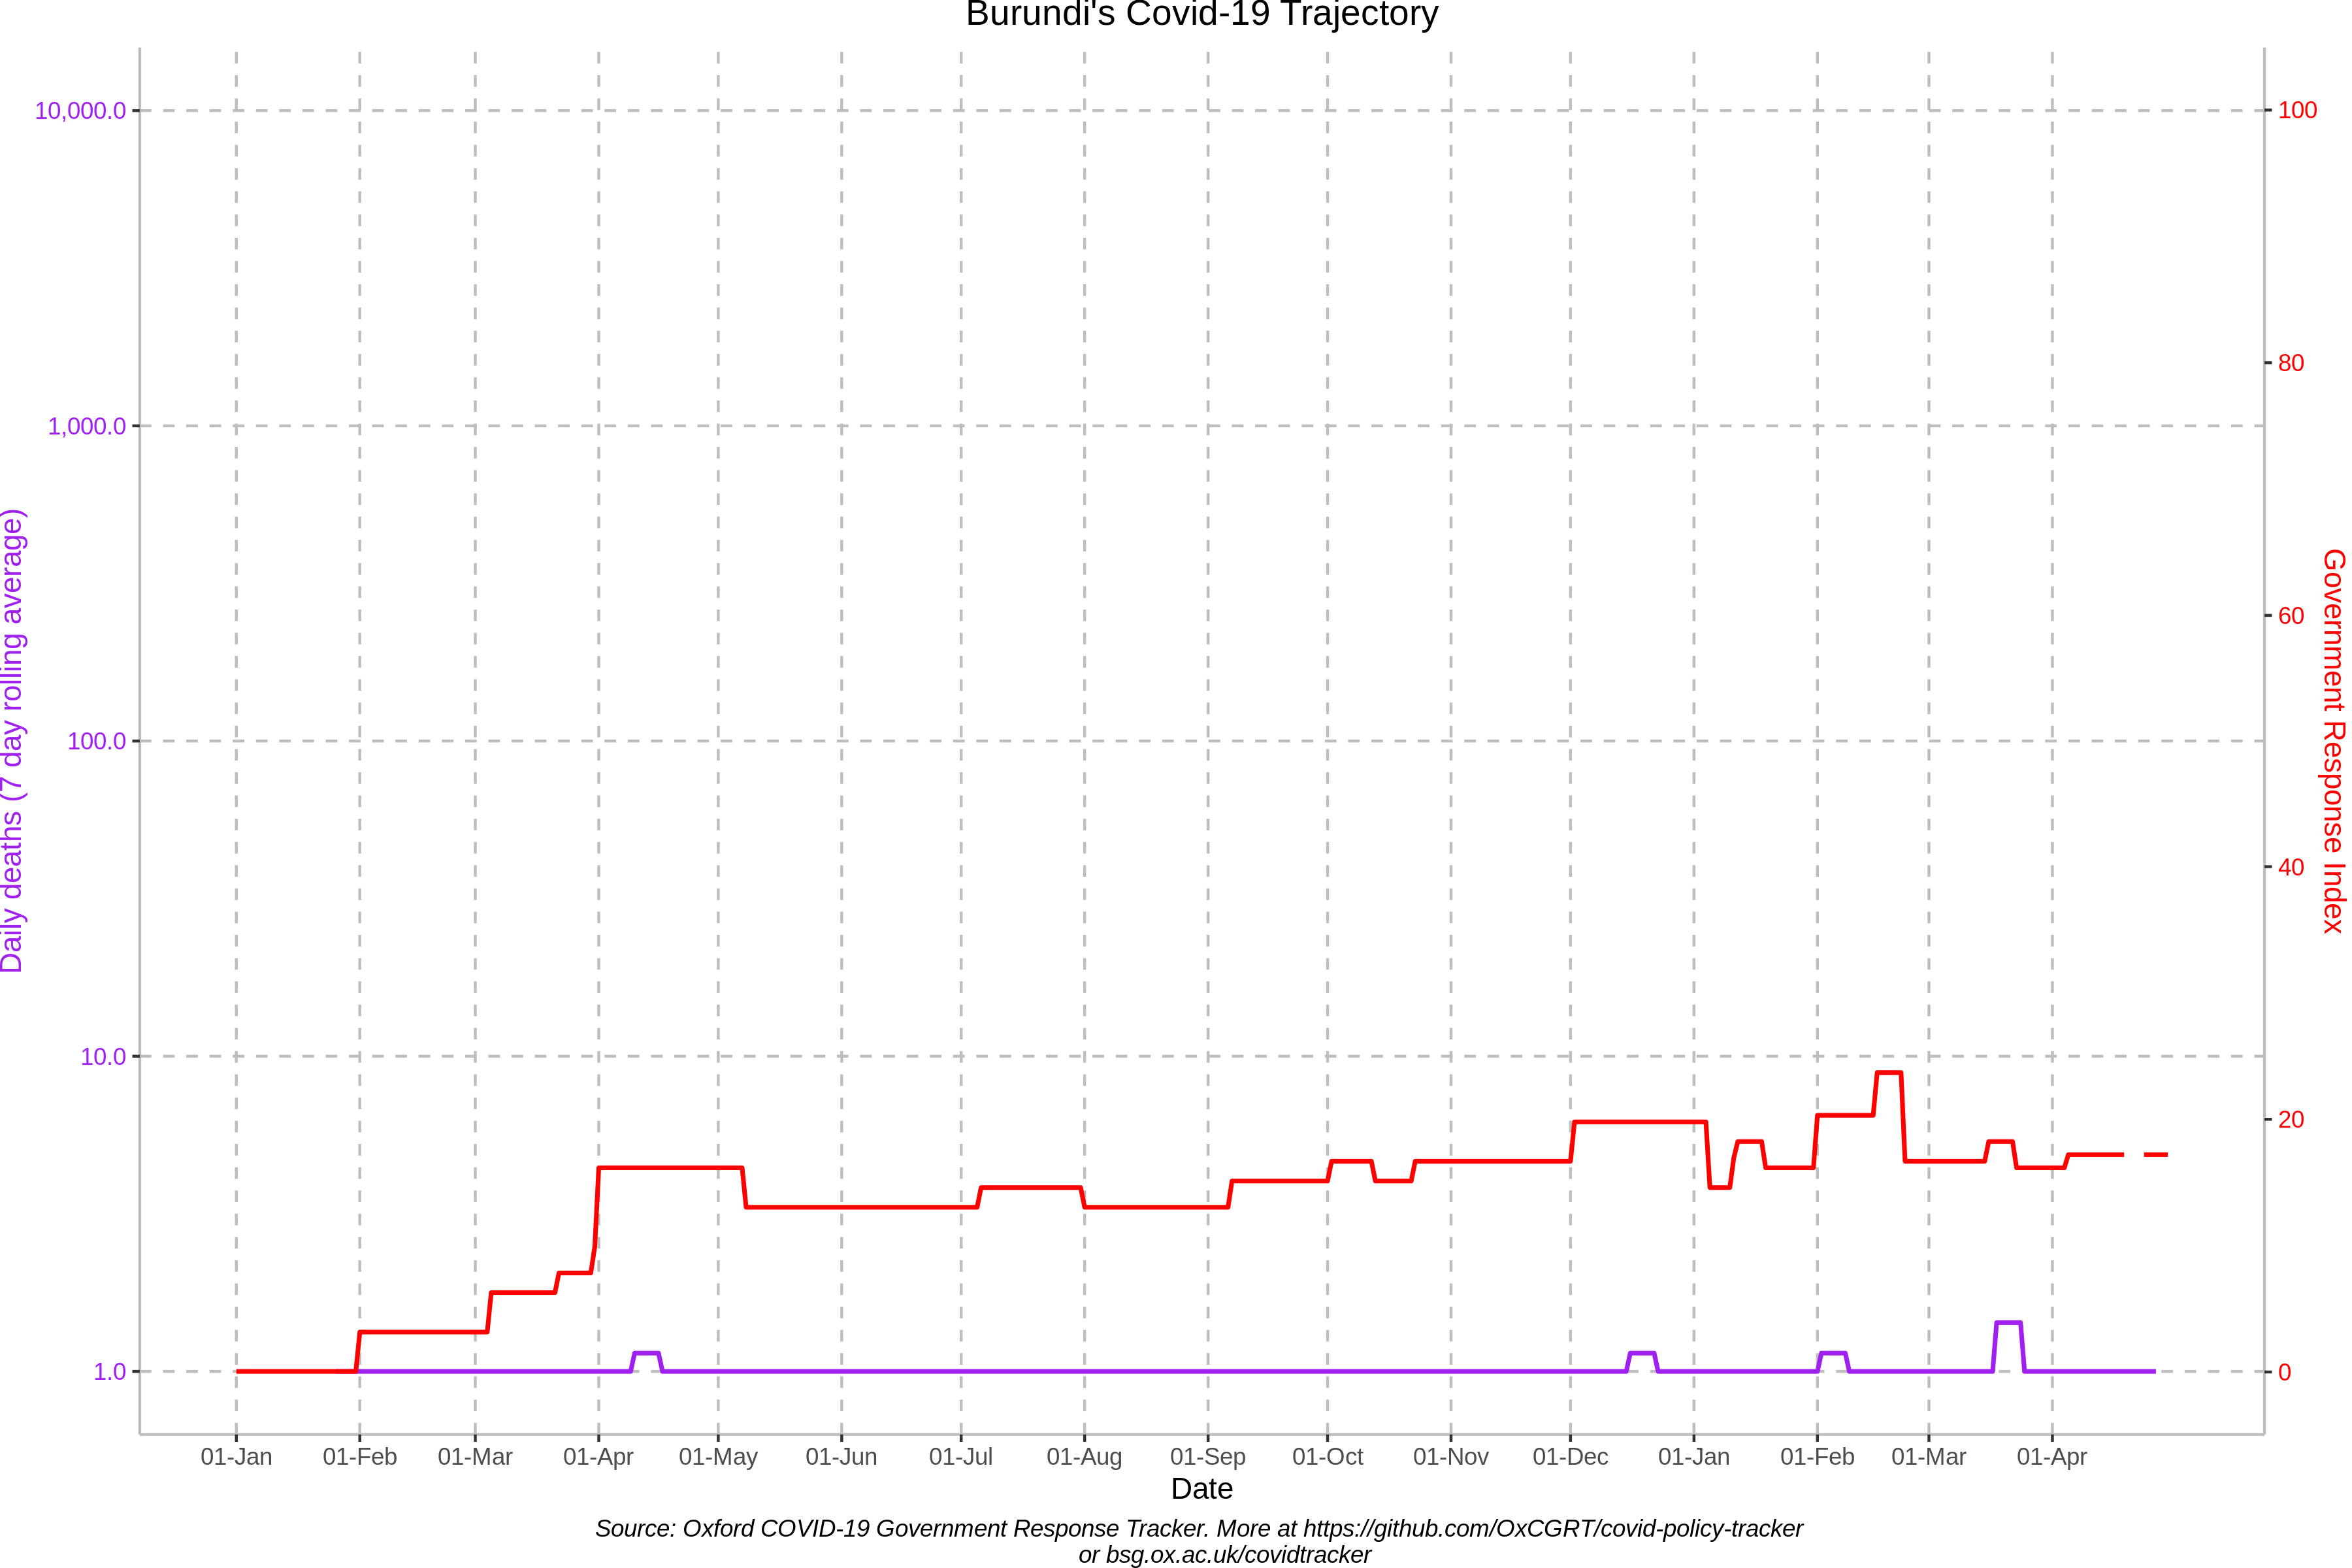 Burundi's Covid-19 Trajectory
10,000.0
1,000.0
100.0
10.0
1.0
Daily deaths (7 day rolling average)
100
80
60
40
20
0
Government Response Index
01-Jan 01-Feb 01-Mar 01-Apr 01-May 01-Jun 01-Jul 01-Aug 01-Sep 01-Oct 01-Nov 01-Dec 01-Jan 01-Feb 01-Mar 01-Apr
Date
Source: Oxford COVID-19 Government Response Tracker. More at https://github.com/OxCGRT/covid-policy-tracker
or bsg.ox.ac.uk/covidtracker